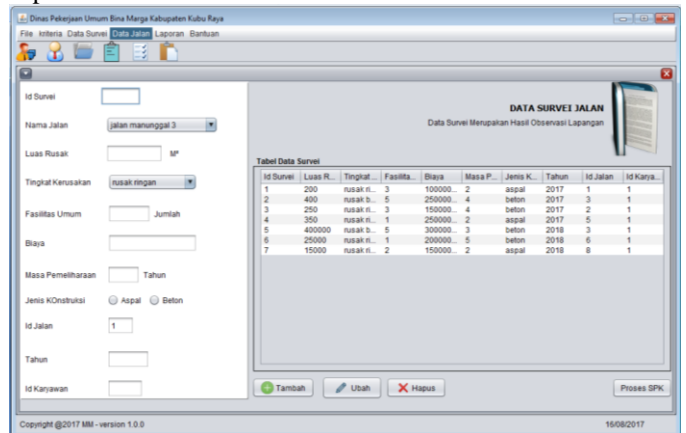 Dinas Pekerjaan Umum Bina Marga Kabupaten Kubu Raya
File kriteria Data Survei Data Jalan Laporan Bantuan
DATA SURVEI JALAN
Data Survei Merupakan Hasil Observasi Lapangan
Id Survei
Nama Jalan jalan manunggal 3
Luas Rusak M²
Tingkat Kerusakan rusak ringan
Fasilitas Umum Jumlah
Biaya
Masa Pemeliharaan Tahun
Jenis KOnstruksi Aspal Beton
Id Jalan 1
Tahun
Id Karyawan
Tabel Data Survei
Id Survei Luas R... Tingkat ... Fasilita... Biaya Masa P... Jenis K... Tahun Id Jalan Id Karya...
1 200 rusak ri... 3 100000... 2 aspal 2017 1 1
2 400 rusak b... 5 250000... 4 beton 2017 3 1
3 250 rusak ri... 3 150000... 4 beton 2017 2 1
4 350 rusak ri... 1 250000... 2 aspal 2017 5 1
5 400000 rusak b... 5 300000... 3 beton 2018 3 1
6 25000 rusak ri... 1 200000... 5 beton 2018 6 1
7 15000 rusak ri... 2 150000... 2 aspal 2018 8 1
Tambah Ubah Hapus Proses SPK
Copyright @2017 MM - version 1.0.0 16/08/2017